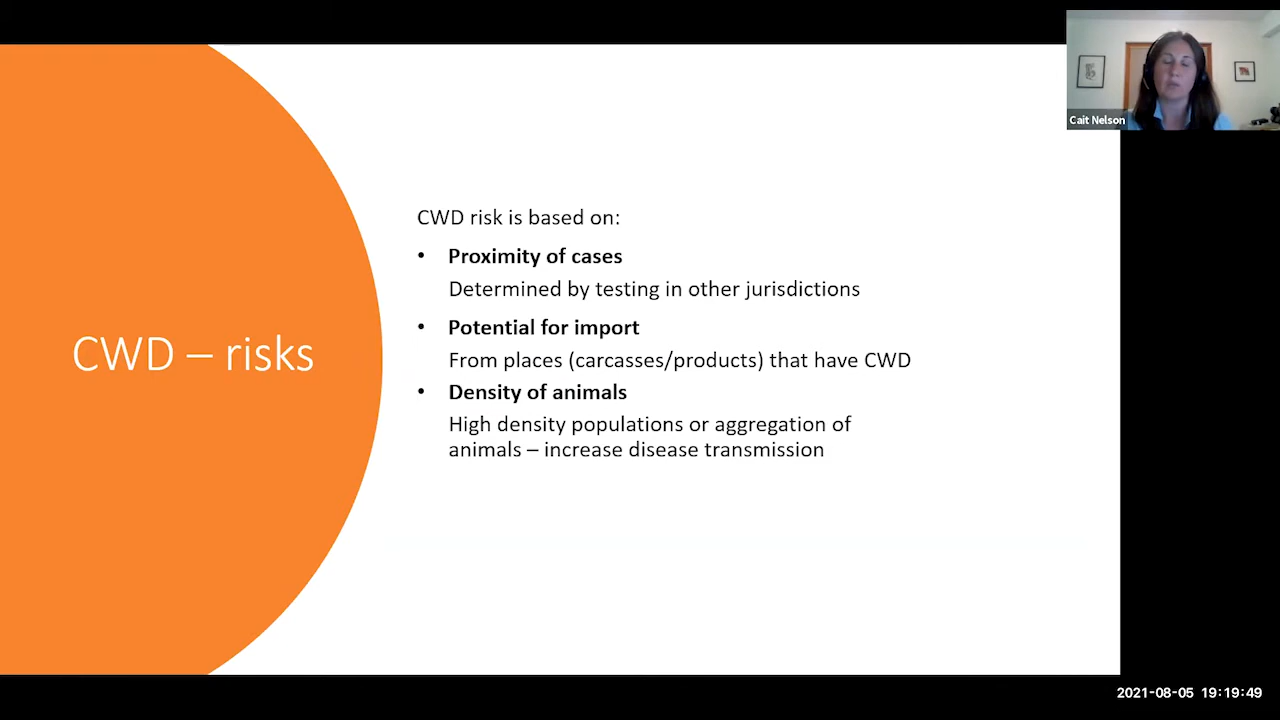 Cait Nelson
CWD – risks
CWD risk is based on:
• Proximity of cases
Determined by testing in other jurisdictions
• Potential for import
From places (carcasses/products) that have CWD
• Density of animals
High density populations or aggregation of
animals – increase disease transmission
2021-08-05 19:19:49